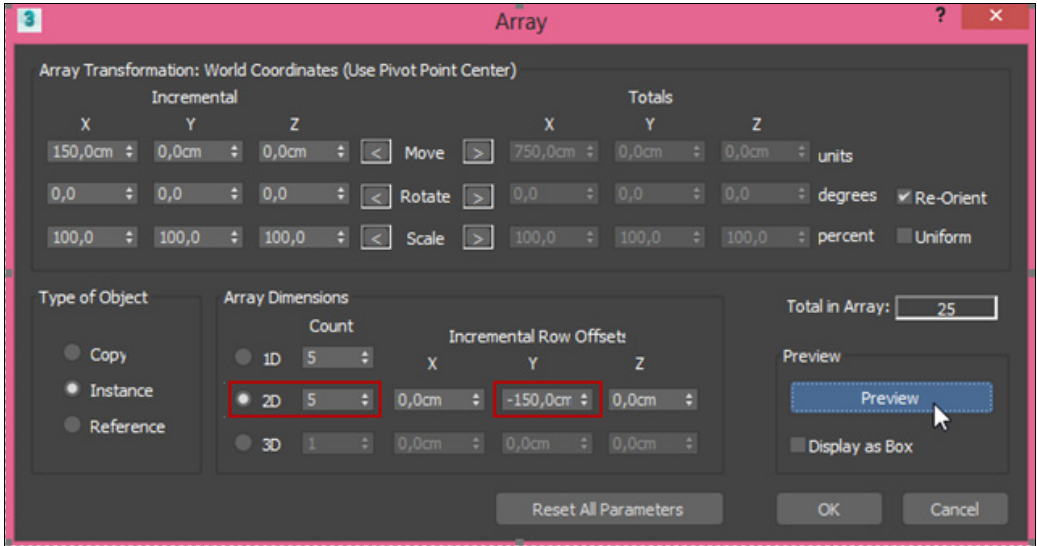 3 Array ? ×
Array Transformation: World Coordinates (Use Pivot Point Center)
Incremental Totals
X Y Z X Y Z
150,0cm 0,0cm 0,0cm < Move > 750,0cm 0,0cm 0,0cm units
0,0 0,0 0,0 < Rotate > 0,0 0,0 0,0 degrees Re-Orient
100,0 100,0 100,0 < Scale > 100,0 100,0 100,0 percent Uniform
Type of Object Array Dimensions Total in Array: 25
Count Incremental Row Offsets
X Y Z
Copy 1D 5 Preview
Instance 2D 5 0,0cm -150,0cm 0,0cm Preview
Reference 3D 1 0,0cm 0,0cm 0,0cm Display as Box
Reset All Parameters OK Cancel